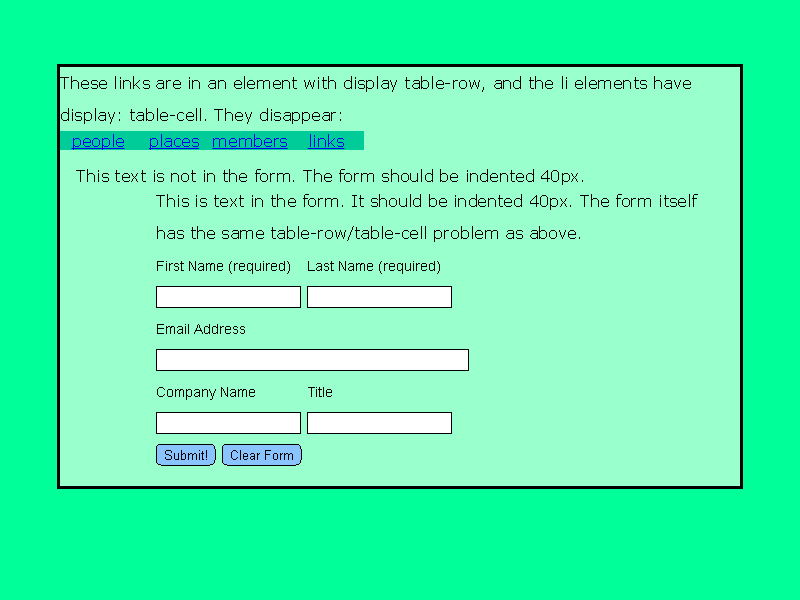 These links are in an element with display table-row, and the li elements have
display: table-cell. They disappear:
people places members links
This text is not in the form. The form should be indented 40px.
This is text in the form. It should be indented 40px. The form itself
has the same table-row/table-cell problem as above.
First Name (required) Last Name (required)
Email Address
Company Name Title
Submit! Clear Form